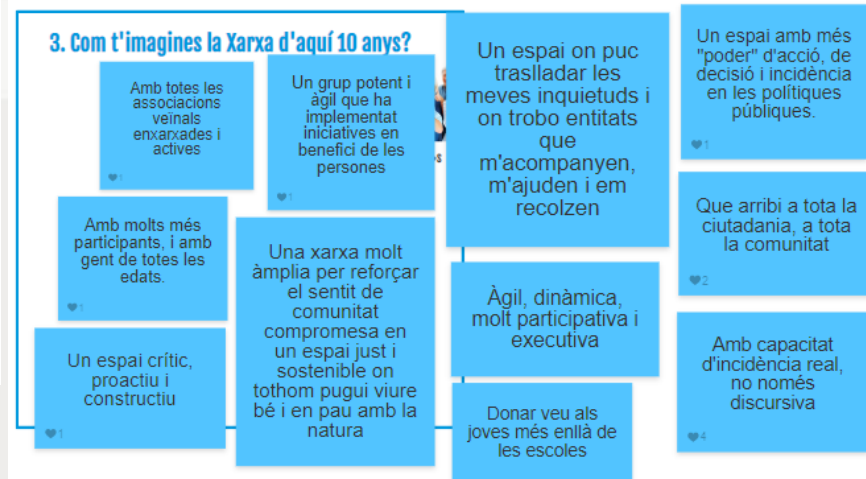 3. Com t'imagines la Xarxa d'aquí 10 anys?
Amb totes les
associacions
veïnals
enxarxades i
actives
1
Un grup potent i
àgil que ha
implementat
iniciatives en
benefici de les
persones
1
Amb molts més
participants, i amb
gent de totes les
edats.
1
Una xarxa molt
àmplia per reforçar
el sentit de
comunitat
compromesa en
un espai just i
sostenible on
tothom pugui viure
bé i en pau amb la
natura
Un espai crític,
proactiu i
constructiu
1
Un espai on puc
traslladar les
meves inquietuds i
on trobo entitats
que
m'acompanyen,
m'ajuden i em
recolzen
Àgil, dinàmica,
molt participativa i
executiva
Donar veu als
joves més enllà de
les escoles
Un espai amb més
"poder" d'acció, de
decisió i incidència
en les polítiques
públiques.
1
Que arribi a tota la
ciutadania, a tota
la comunitat
2
Amb capacitat
d'incidència real,
no només
discursiva
4